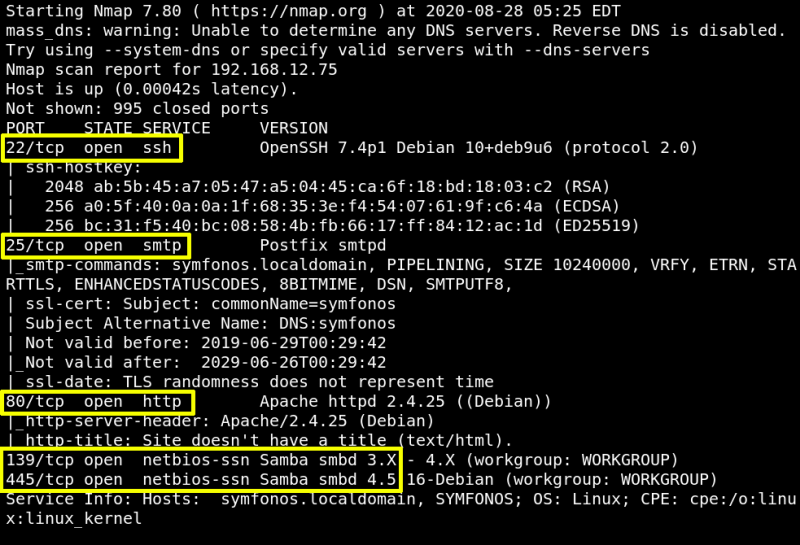 Starting Nmap 7.80 ( https://nmap.org ) at 2020-08-28 05:25 EDT
mass_dns: warning: Unable to determine any DNS servers. Reverse DNS is disabled.
Try using --system-dns or specify valid servers with --dns-servers
Nmap scan report for 192.168.12.75
Host is up (0.00042s latency).
Not shown: 995 closed ports
PORT    STATE SERVICE     VERSION
22/tcp  open  ssh         OpenSSH 7.4p1 Debian 10+deb9u6 (protocol 2.0)
| ssh-hostkey:
|   2048 ab:5b:45:a7:05:47:a5:04:45:ca:6f:18:bd:18:03:c2 (RSA)
|   256 a0:5f:40:0a:0a:1f:68:35:3e:f4:54:07:61:9f:c6:4a (ECDSA)
|   256 bc:31:f5:40:bc:08:58:4b:fb:66:17:ff:84:12:ac:1d (ED25519)
25/tcp  open  smtp        Postfix smtpd
|_smtp-commands: symfonos.localdomain, PIPELINING, SIZE 10240000, VRFY, ETRN, STA
RTTLS, ENHANCEDSTATUSCODES, 8BITMIME, DSN, SMTPUTF8,
| ssl-cert: Subject: commonName=symfonos
| Subject Alternative Name: DNS:symfonos
| Not valid before: 2019-06-29T00:29:42
|_Not valid after:  2029-06-26T00:29:42
| ssl-date: TLS randomness does not represent time
80/tcp  open  http        Apache httpd 2.4.25 ((Debian))
|_http-server-header: Apache/2.4.25 (Debian)
| http-title: Site doesn't have a title (text/html).
139/tcp open  netbios-ssn Samba smbd 3.X - 4.X (workgroup: WORKGROUP)
445/tcp open  netbios-ssn Samba smbd 4.5 16-Debian (workgroup: WORKGROUP)
Service Info: Hosts:  symfonos.localdomain, SYMFONOS; OS: Linux; CPE: cpe:/o:linu
x:linux_kernel